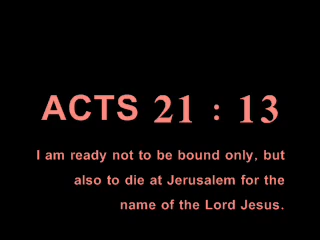 ACTS 21 : 13
I am ready not to be bound only, but
also to die at Jerusalem for the
name of the Lord Jesus.